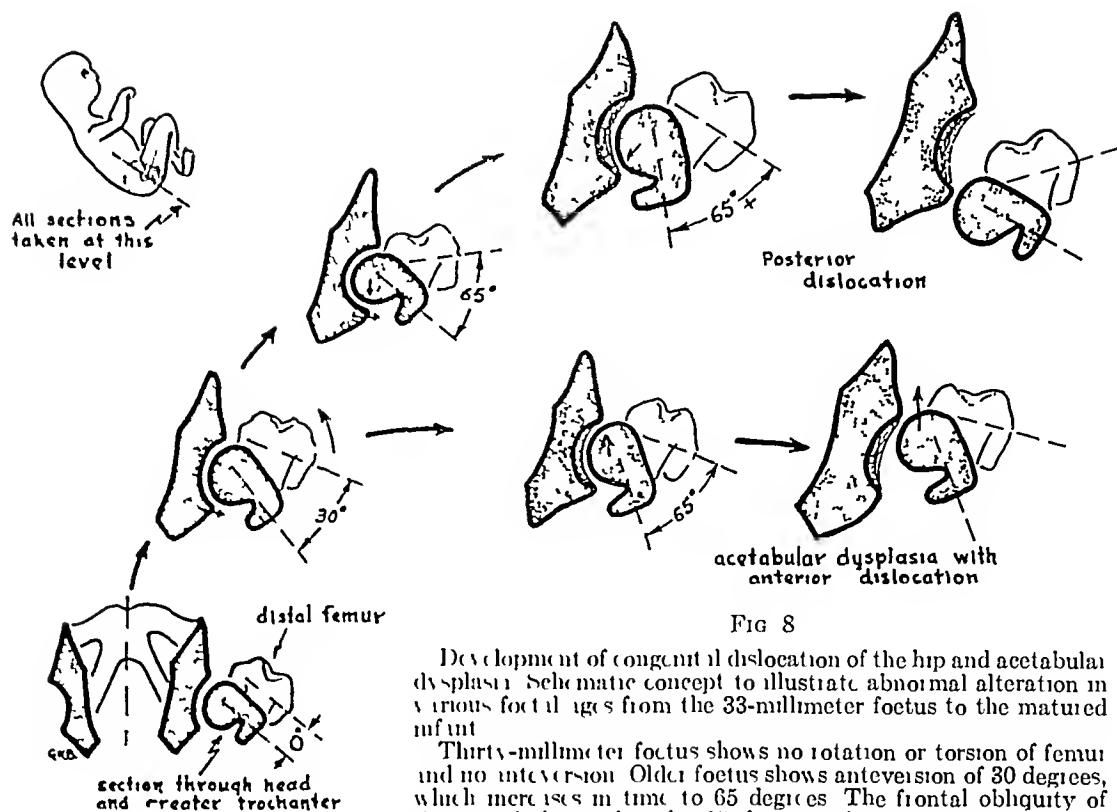 All sections
taken at this
level
65°+
Posterior
dislocation
65°
30°
65°
acetabular dysplasia with
anterior dislocation
distal femur
0°
section through head
and greater trochanter
FIG 8
Development of congenital dislocation of the hip and acetabular
dysplasia Schematic concept to illustrate abnormal alteration in
various foetal ages from the 33-millimeter foetus to the matured
infant
Thirty-millimeter foetus shows no rotation or torsion of femur
and no anteversion Older foetus shows anteversion of 30 degrees,
which increases in time to 65 degrees The frontal obliquity of